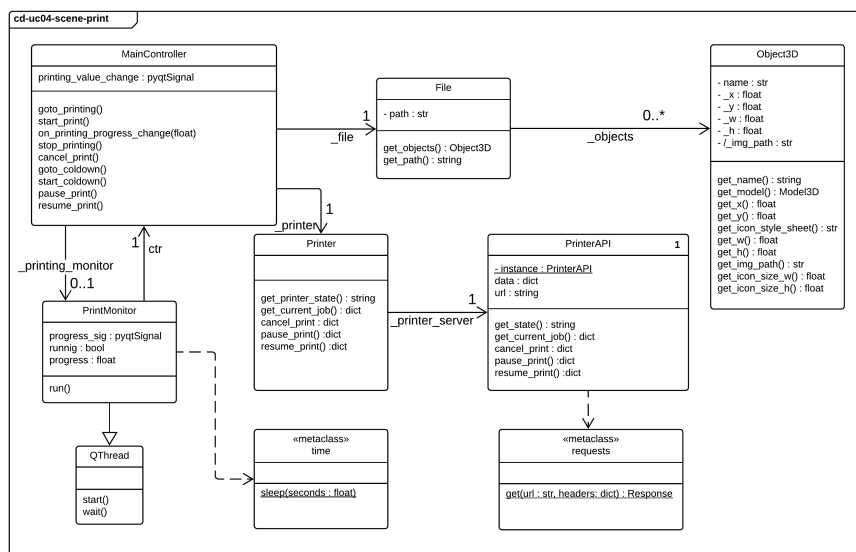 cd-uc04-scene-print
MainController
printing_value_change : pyqtSignal
goto_printing()
start_print()
on_printing_progress_change(float)
stop_printing()
cancel_print()
goto_coldown()
start_coldown()
pause_print()
resume_print()
1
_file
File
- path : str
get_objects() : Object3D
get_path() : string
0..*
_objects
Object3D
- name : str
- _x : float
- _y : float
- _w : float
- _h : float
- /_img_path : str
get_name() : string
get_model() : Model3D
get_x() : float
get_y() : float
get_icon_style_sheet() : str
get_w() : float
get_h() : float
get_img_path() : str
get_icon_size_w() : float
get_icon_size_h() : float
1
_printer
1
ctr
_printing_monitor
0..1
Printer
get_printer_state() : string
get_current_job() : dict
cancel_print : dict
pause_print() :dict
resume_print() :dict
1
_printer_server
PrinterAPI
1
- instance : PrinterAPI
data : dict
url : string
get_state() : string
get_current_job() : dict
cancel_print : dict
pause_print() :dict
resume_print() :dict
PrintMonitor
progress_sig : pyqtSignal
runnig : bool
progress : float
run()
QThread
start()
wait()
«metaclass»
time
sleep(seconds : float)
«metaclass»
requests
get(url : str, headers: dict) : Response